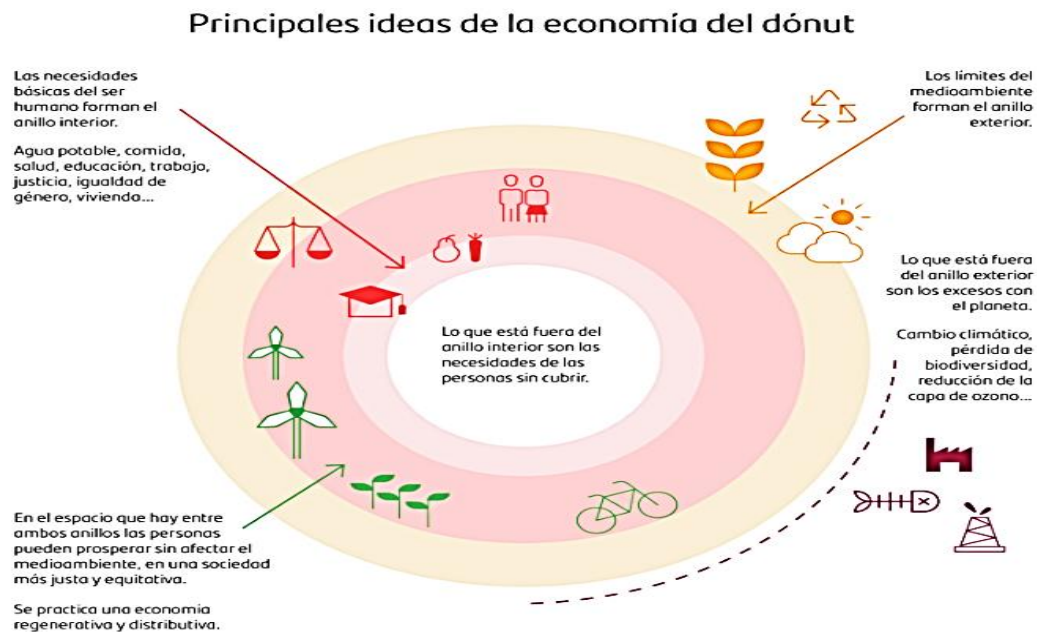 Principales ideas de la economía del dónut
Las necesidades
básicas del ser
humano forman el
anillo interior.
Agua potable, comida,
salud, educación, trabajo,
justicia, igualdad de
género, vivienda...
Los límites del
medioambiente
forman el anillo
exterior.
Lo que está fuera
del anillo exterior
son los excesos con
el planeta.
Cambio climático,
pérdida de
biodiversidad,
reducción de la
capa de ozono...
Lo que está fuera del
anillo interior son las
necesidades de las
personas sin cubrir.
En el espacio que hay entre
ambos anillos las personas
pueden prosperar sin afectar el
medioambiente, en una sociedad
más justa y equitativa.
Se practica una economía
regenerativa y distributiva.